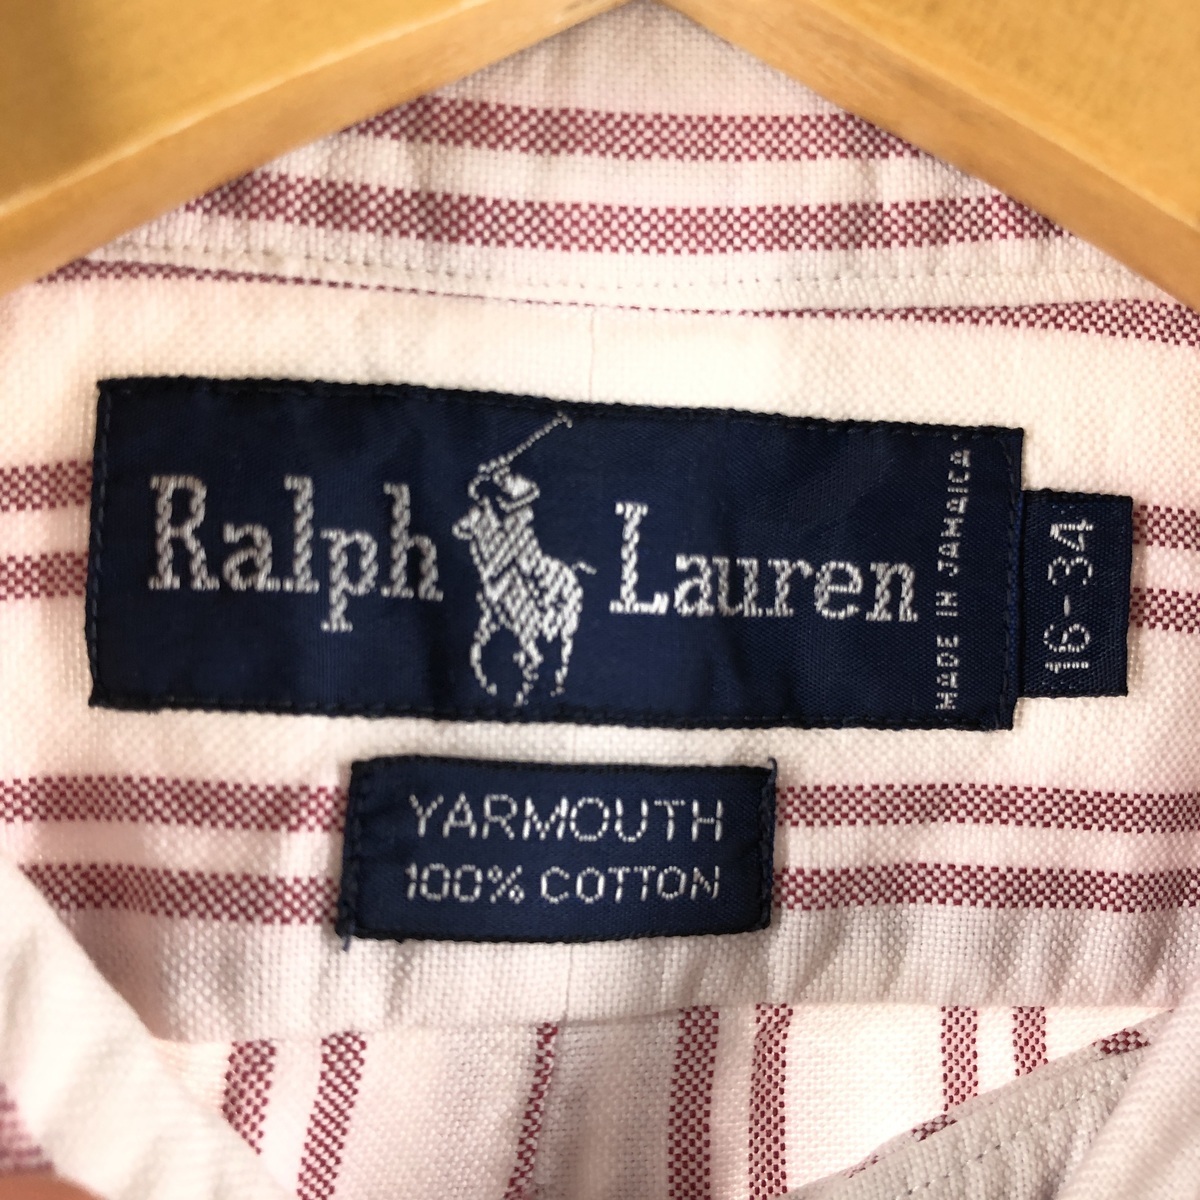 Ralph Lauren
MADE IN JAMAICA
16-34
YARMOUTH
100% COTTON